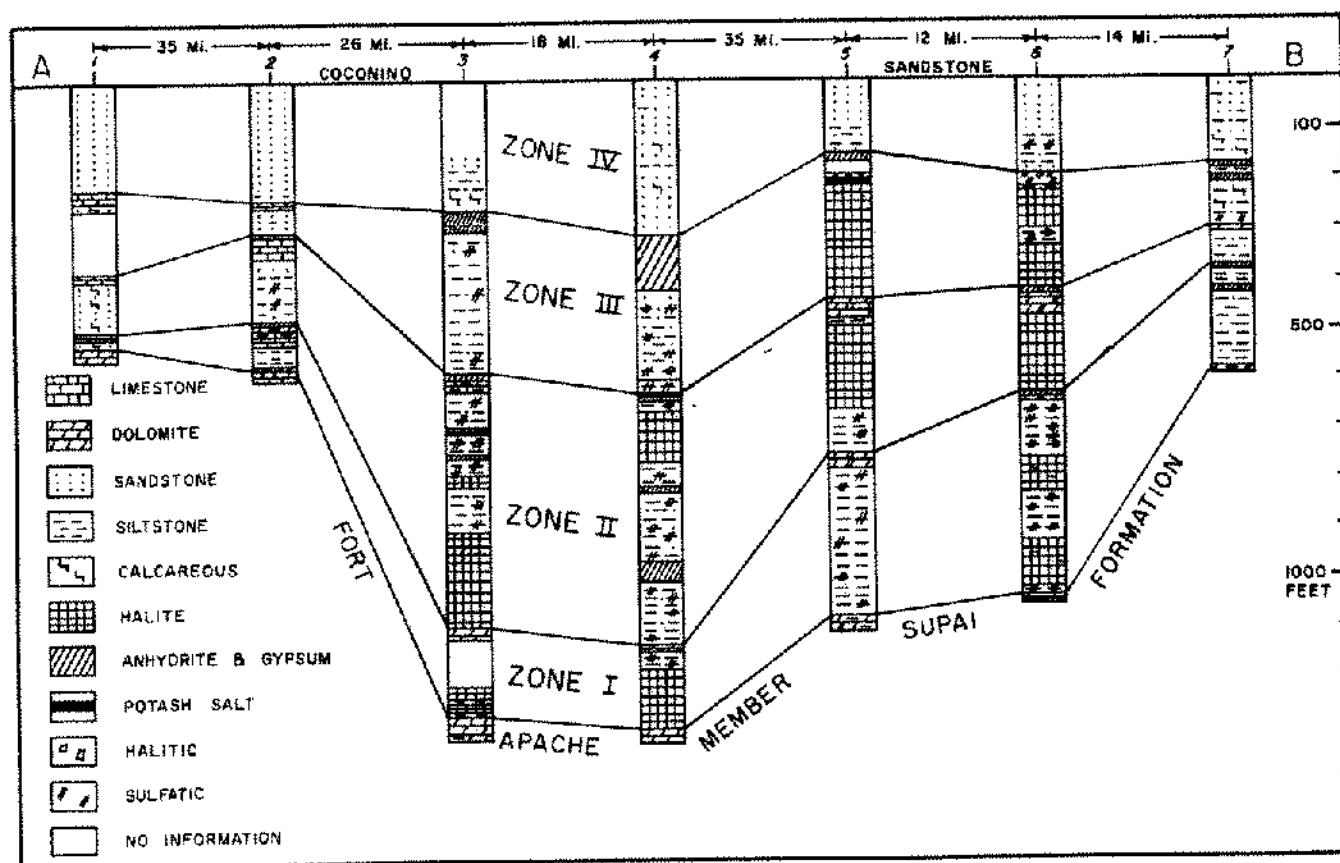 35 MI. 26 MI. 18 MI. 35 MI. 12 MI. 14 MI.
A 1 2 3 4 5 6 7 B
COCONINO SANDSTONE
100
ZONE IV
ZONE III
500
LIMESTONE
DOLOMITE
SANDSTONE
SILTSTONE
CALCAREOUS
HALITE
ANHYDRITE & GYPSUM
POTASH SALT
HALITIC
SULFATIC
NO INFORMATION
ZONE II
1000
FEET
ZONE I
FORT APACHE MEMBER SUPAI FORMATION